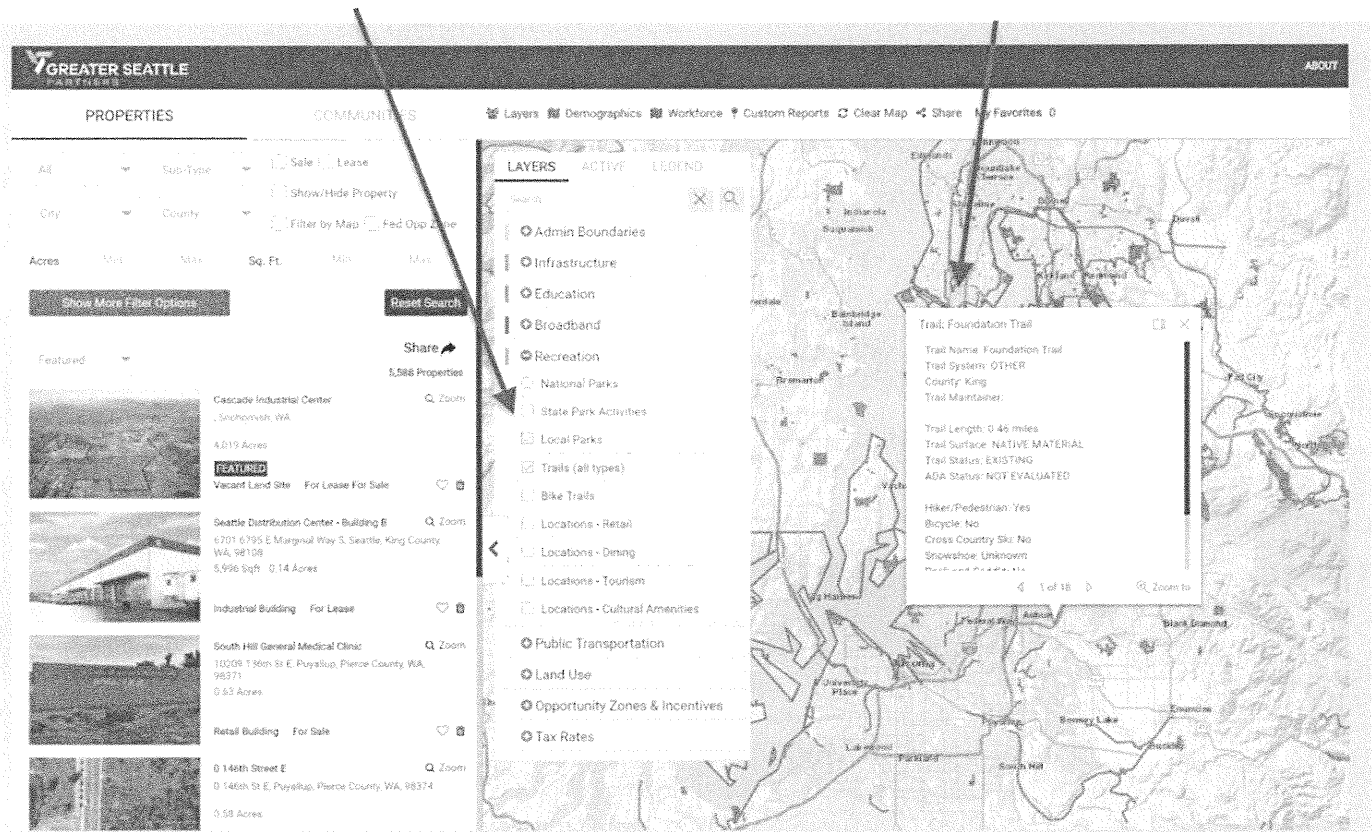 GREATER SEATTLE
PARTNERS
ABOUT
PROPERTIES
COMMUNITIES
Layers Demographics Workforce Custom Reports Clear Map Share My Favorites 0
All Sub-Type Sale Lease
Show/Hide Property
City County
Filter by Map Fed Opp Zone
Acres Min Max Sq. Ft. Min Max
Show More Filter Options
Reset Search
Featured
Share
5,588 Properties
Cascade Industrial Center Zoom
, Snohomish, WA
4,019 Acres
FEATURED
Vacant Land Site For Lease For Sale
Seattle Distribution Center - Building B Zoom
6701 6795 E Marginal Way S, Seattle, King County,
WA, 98108
5,996 Sqft 0.14 Acres
Industrial Building For Lease
South Hill General Medical Clinic Zoom
10209 136th St E, Puyallup, Pierce County, WA,
98371
0.63 Acres
Retail Building For Sale
0 146th Street E Zoom
0 146th St E, Puyallup, Pierce County, WA, 98374
0.58 Acres
LAYERS ACTIVE LEGEND
Search
Admin Boundaries
Infrastructure
Education
Broadband
Recreation
National Parks
State Park Activities
Local Parks
Trails (all types)
Bike Trails
Locations - Retail
Locations - Dining
Locations - Tourism
Locations - Cultural Amenities
Public Transportation
Land Use
Opportunity Zones & Incentives
Tax Rates
Edmonds
Mountlake
Terrace
Bothell
Indianola
Suquamish
Duvall
Kirkland Redmond
Bainbridge
Island
Bremerton
Fall City
Trail: Foundation Trail
Trail Name: Foundation Trail
Trail System: OTHER
County: King
Trail Maintainer:
Trail Length: 0.46 miles
Trail Surface: NATIVE MATERIAL
Trail Status: EXISTING
ADA Status: NOT EVALUATED
Hiker/Pedestrian: Yes
Bicycle: No
Cross Country Ski: No
Snowshoe: Unknown
1 of 18 Zoom to
Gig Harbor
Federal Way
Auburn
Black Diamond
Tacoma
University
Place
Puyallup
Bonney Lake
Enumclaw
Buckley
Lakewood
Parkland
South Hill